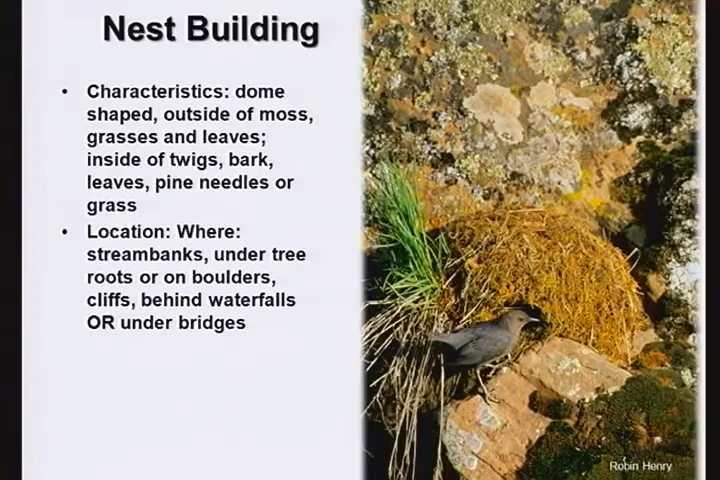 Nest Building
• Characteristics: dome
shaped, outside of moss,
grasses and leaves;
inside of twigs, bark,
leaves, pine needles or
grass
• Location: Where:
streambanks, under tree
roots or on boulders,
cliffs, behind waterfalls
OR under bridges
Robin Henry